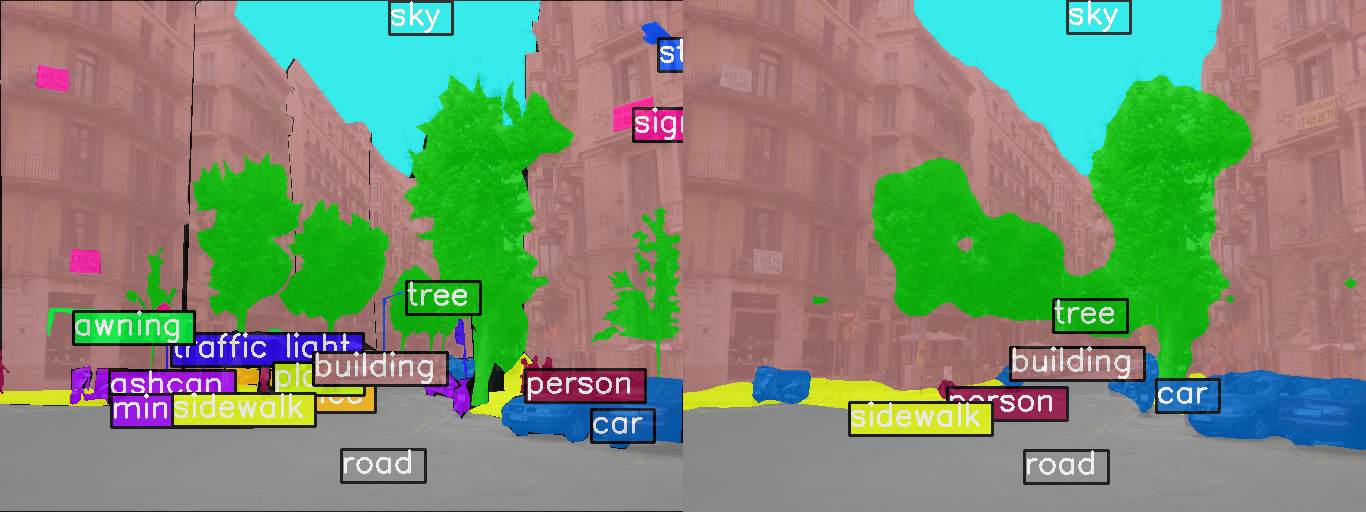 sky
st
sig
tree
awning
traffic light
building
pla
ashcan
person
min
sidewalk
car
road
sky
tree
building
person
car
sidewalk
road